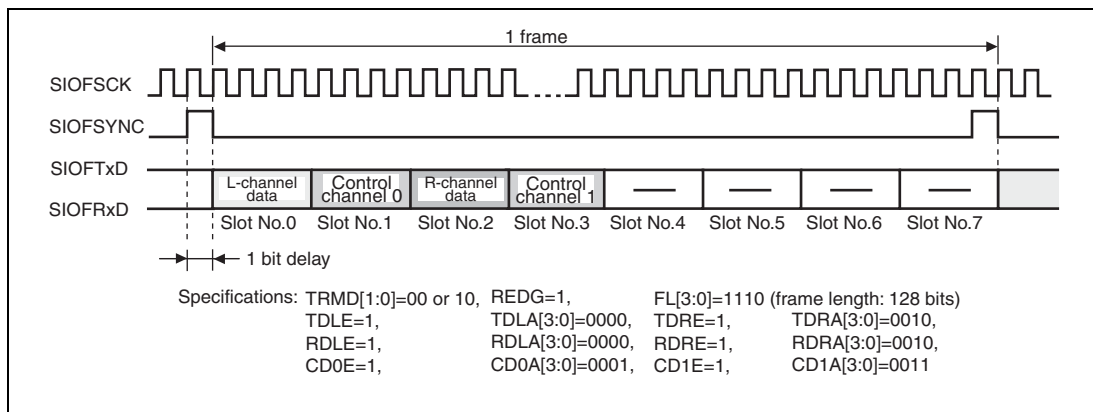 1 frame
SIOFSCK
SIOFSYNC
SIOFTxD
SIOFRxD
L-channel
data
Control
channel 0
R-channel
data
Control
channel 1
Slot No.0 Slot No.1 Slot No.2 Slot No.3 Slot No.4 Slot No.5 Slot No.6 Slot No.7
1 bit delay
Specifications: TRMD[1:0]=00 or 10, REDG=1, FL[3:0]=1110 (frame length: 128 bits)
TDLE=1, TDLA[3:0]=0000, TDRE=1, TDRA[3:0]=0010,
RDLE=1, RDLA[3:0]=0000, RDRE=1, RDRA[3:0]=0010,
CD0E=1, CD0A[3:0]=0001, CD1E=1, CD1A[3:0]=0011